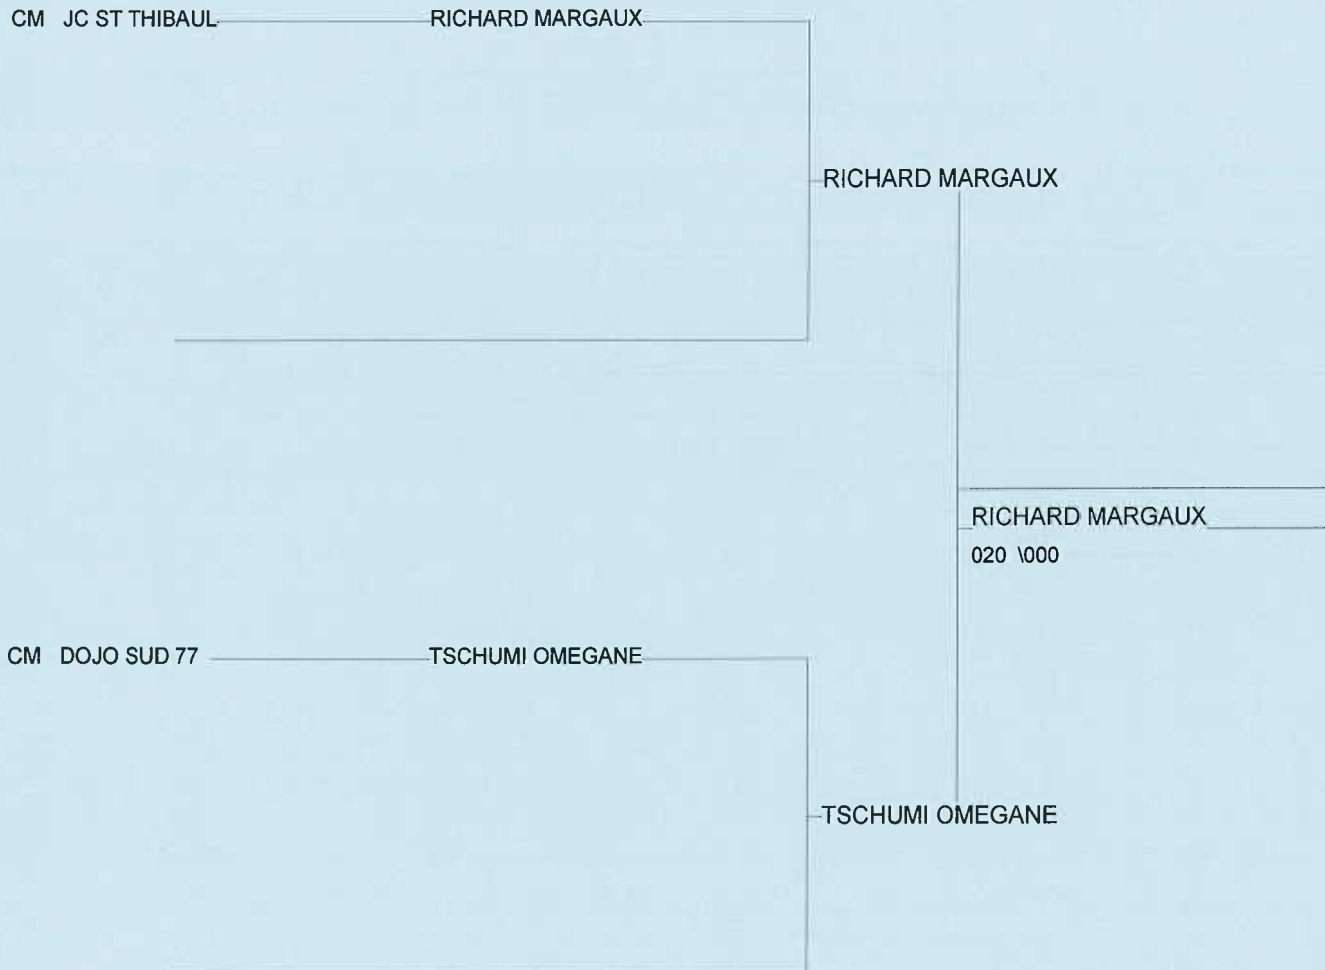 CM JC ST THIBAUL RICHARD MARGAUX
RICHARD MARGAUX
RICHARD MARGAUX
020 \000
CM DOJO SUD 77 TSCHUMI OMEGANE
TSCHUMI OMEGANE